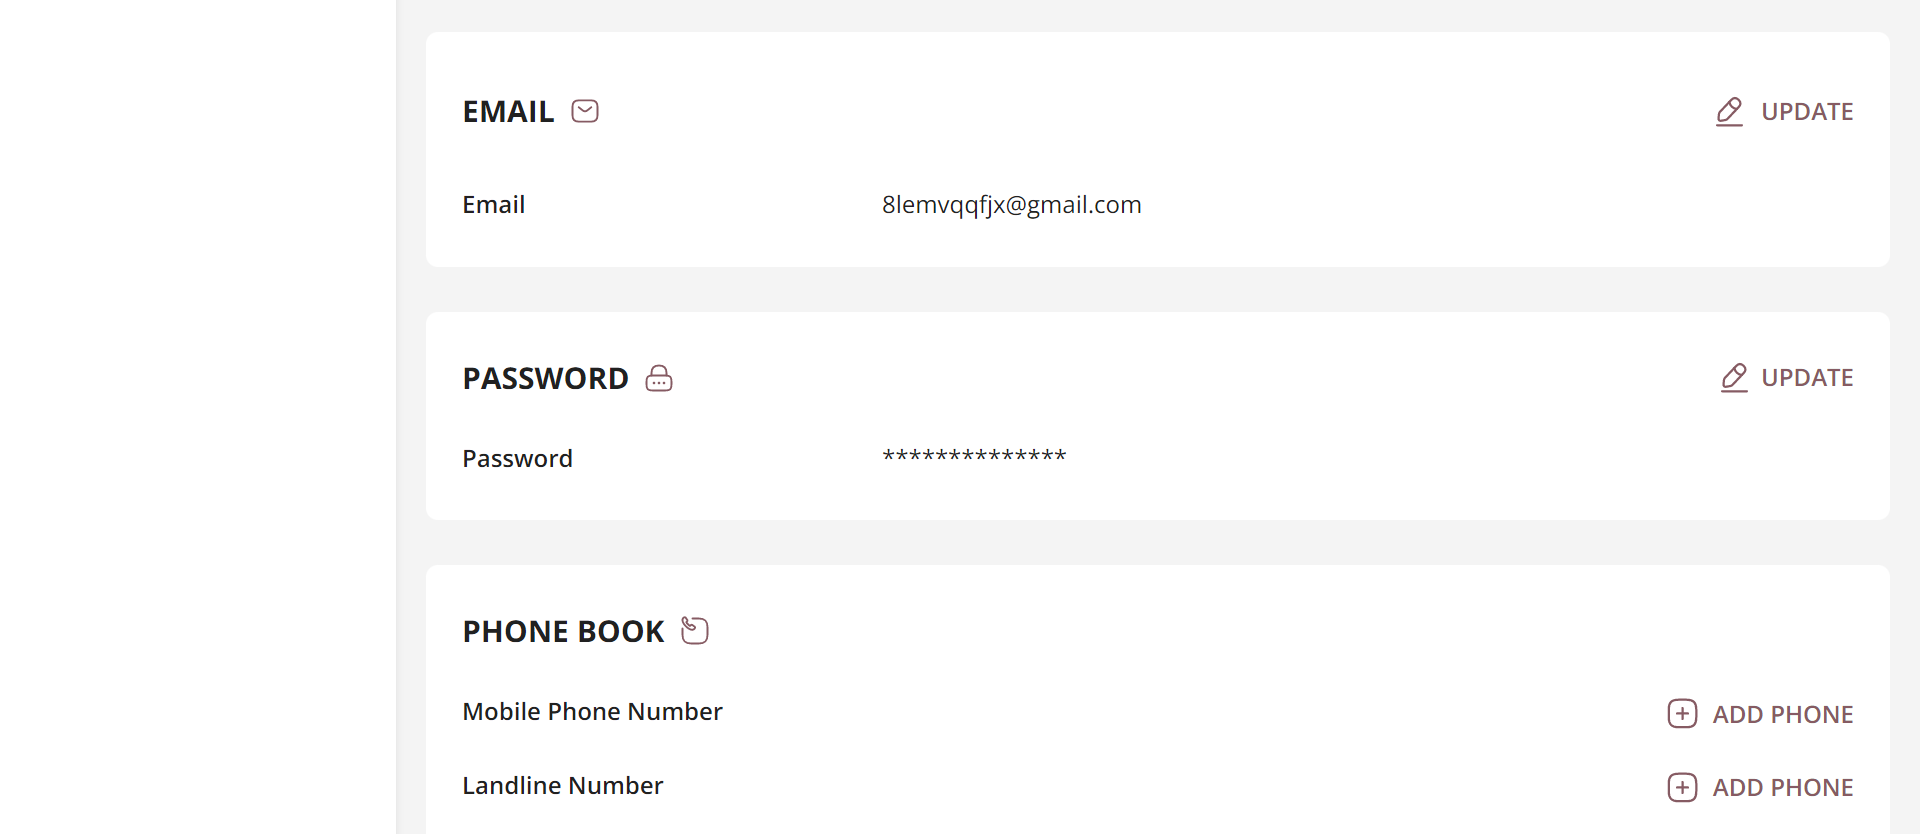 EMAIL
UPDATE
Email
8lemvqqfjx@gmail.com
PASSWORD
UPDATE
Password
**************
PHONE BOOK
Mobile Phone Number
ADD PHONE
Landline Number
ADD PHONE